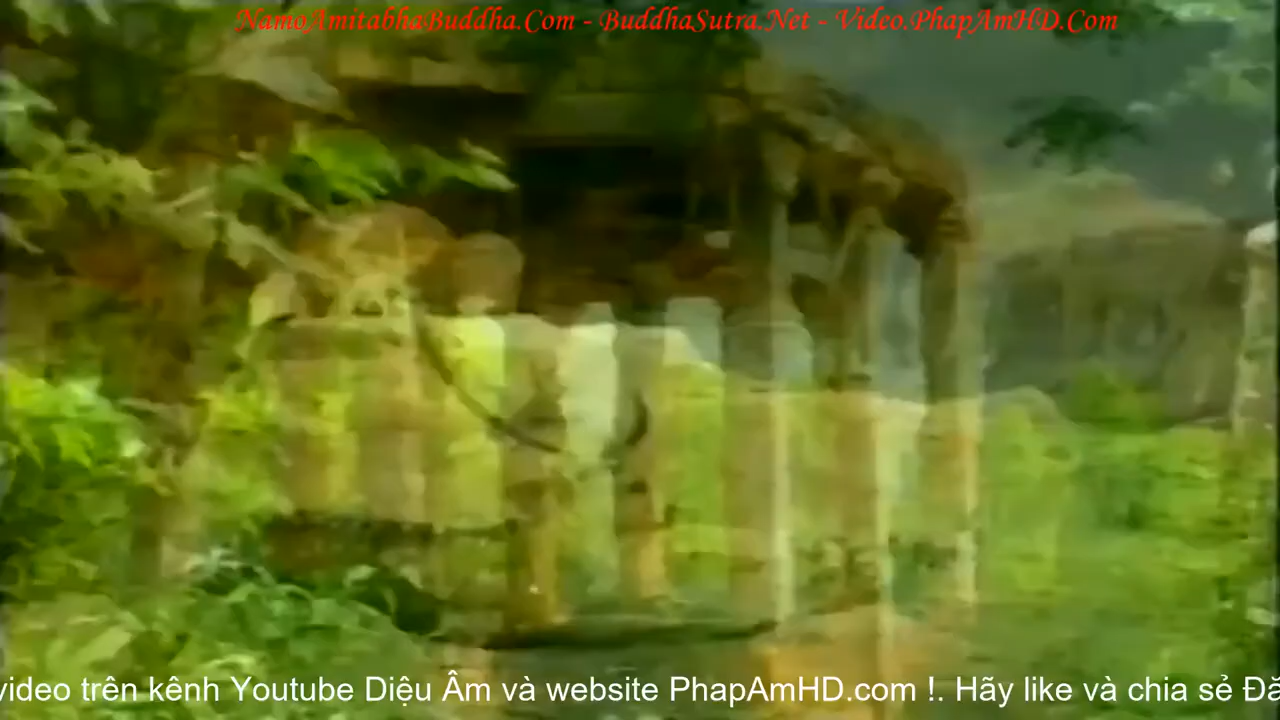 NamoAmitabhaBuddha.Com - BuddhaSutra.Net - Video.PhapAmHD.Com
video trên kênh Youtube Diệu Âm và website PhapAmHD.com !. Hãy like và chia sẻ